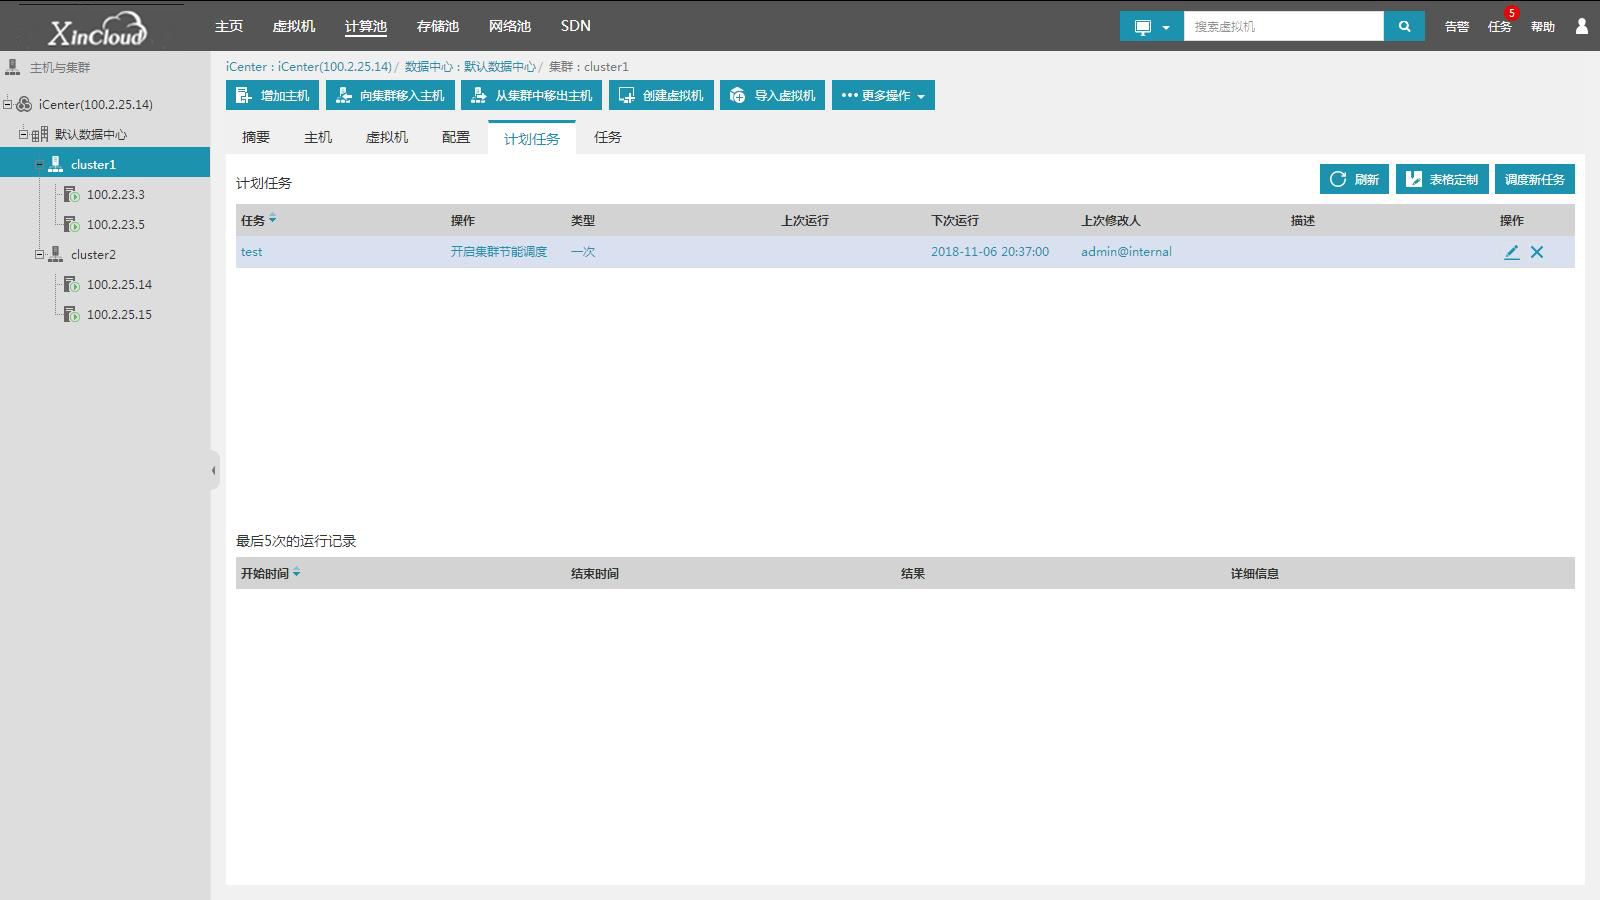 XinCloud 主页 虚拟机 计算池 存储池 网络池 SDN 搜索虚拟机 告警 任务 5 帮助
主机与集群
iCenter(100.2.25.14)
默认数据中心
cluster1
100.2.23.3
100.2.23.5
cluster2
100.2.25.14
100.2.25.15
iCenter : iCenter(100.2.25.14) / 数据中心 : 默认数据中心 / 集群 : cluster1
增加主机 向集群移入主机 从集群中移出主机 创建虚拟机 导入虚拟机 ••• 更多操作
摘要 主机 虚拟机 配置 计划任务 任务
计划任务 刷新 表格定制 调度新任务
任务 操作 类型 上次运行 下次运行 上次修改人 描述 操作
test 开启集群节能调度 一次 2018-11-06 20:37:00 admin@internal
最后5次的运行记录
开始时间 结束时间 结果 详细信息